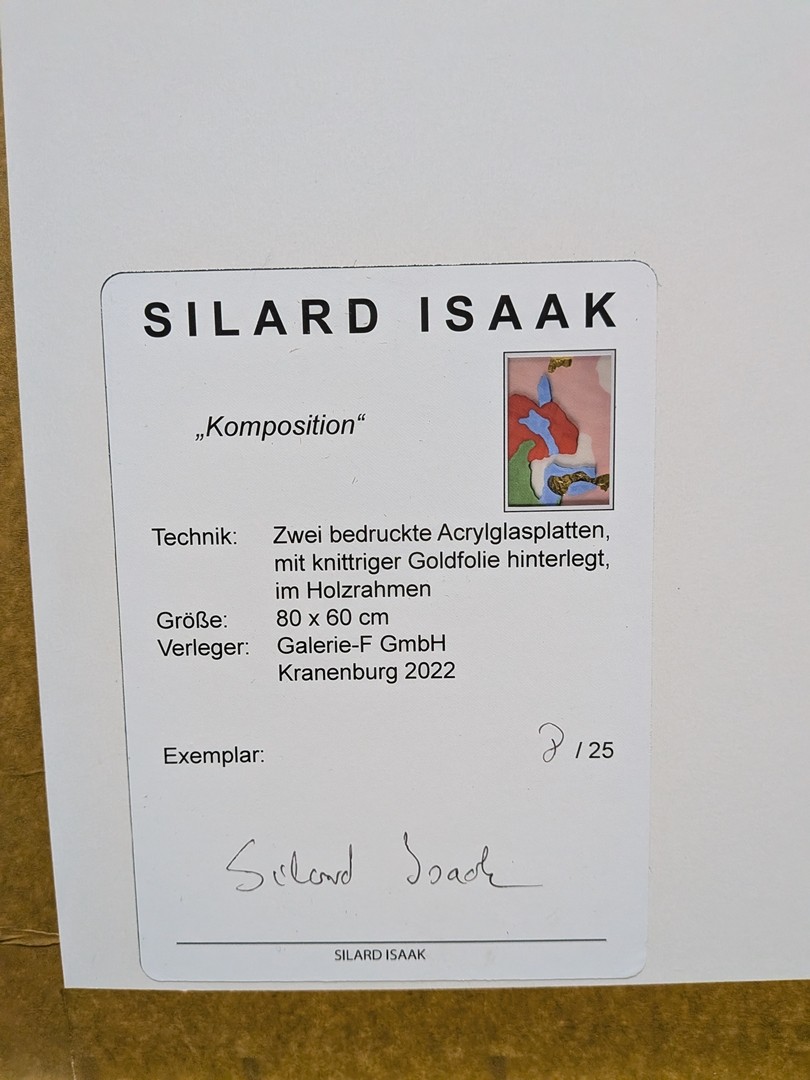 SILARD ISAAK
„Komposition“
Technik: Zwei bedruckte Acrylglasplatten,
mit knittriger Goldfolie hinterlegt,
im Holzrahmen
Größe: 80 x 60 cm
Verleger: Galerie-F GmbH
Kranenburg 2022
Exemplar: 8 / 25
Silard Isaak
SILARD ISAAK